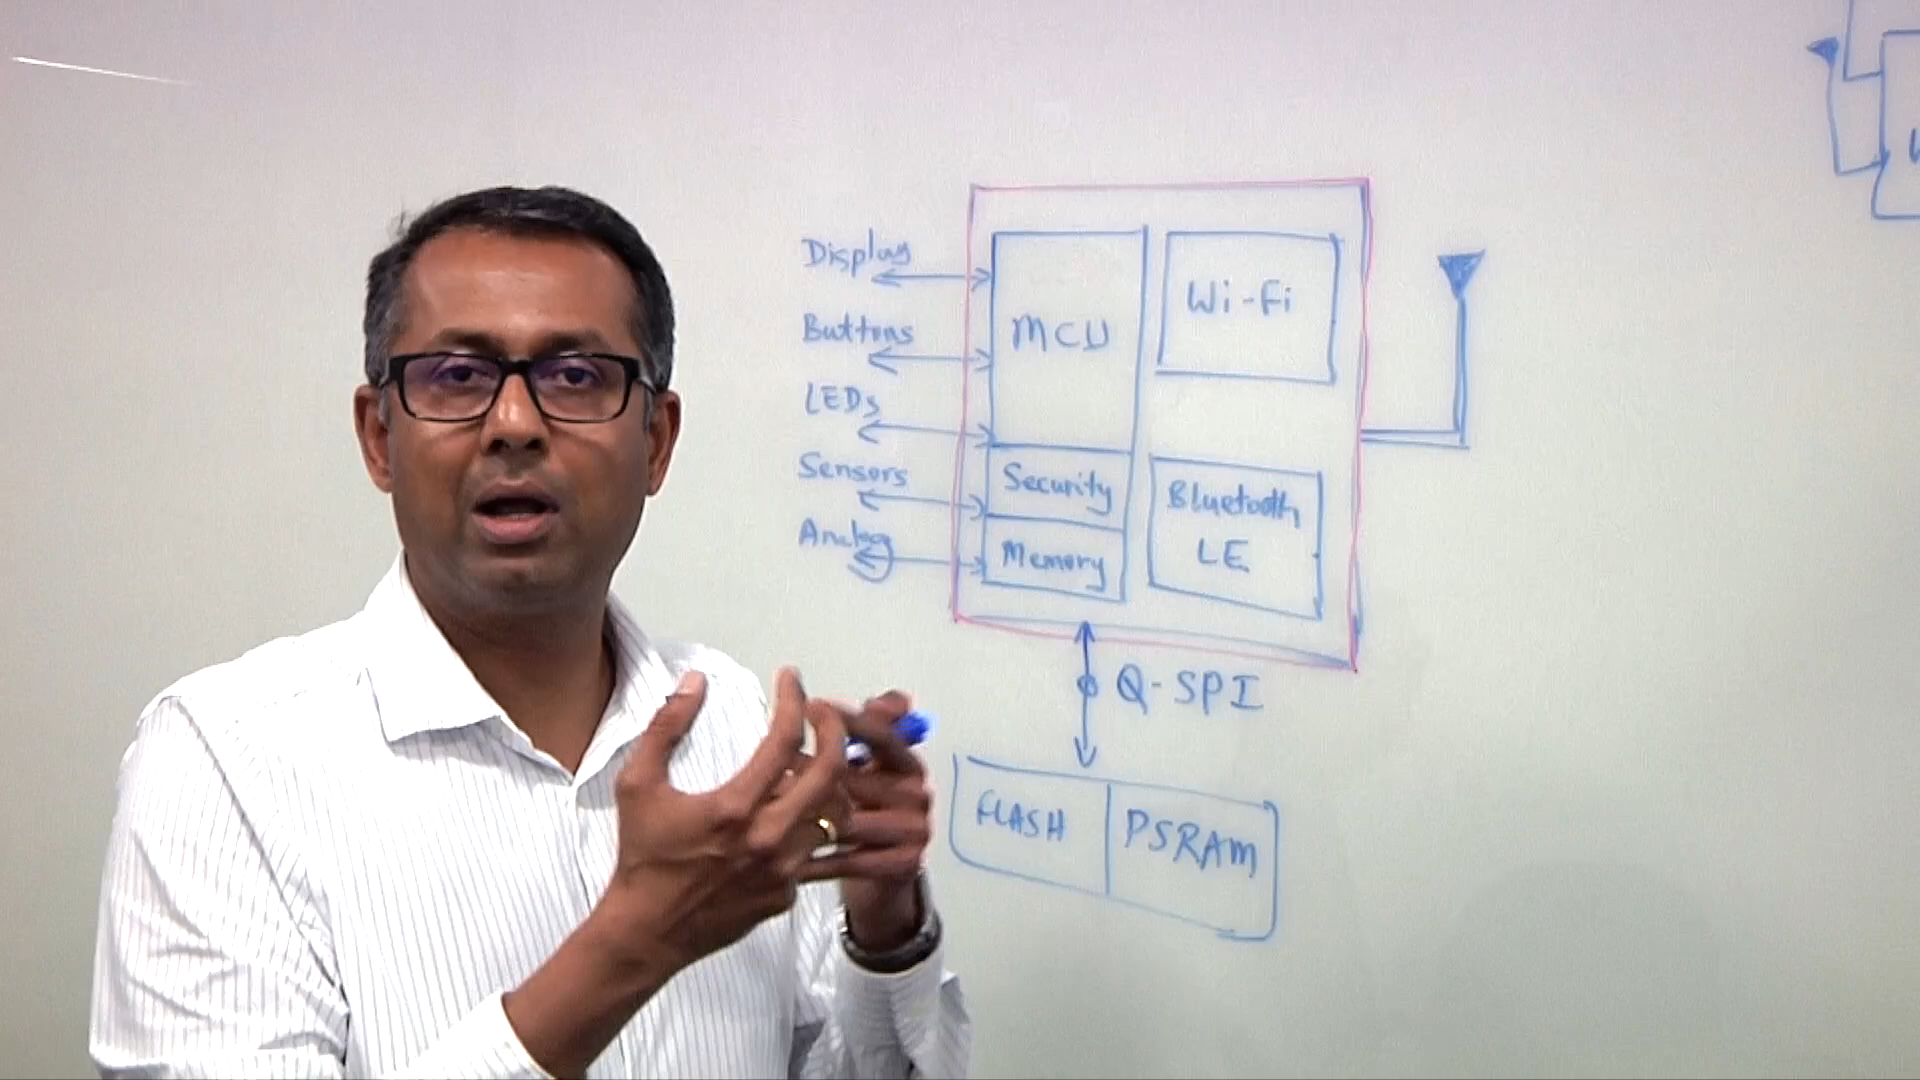 Display
Buttons
LEDs
Sensors
Analog
MCU
Security
Memory
Wi-Fi
Bluetooth
LE
Q-SPI
FLASH
PSRAM